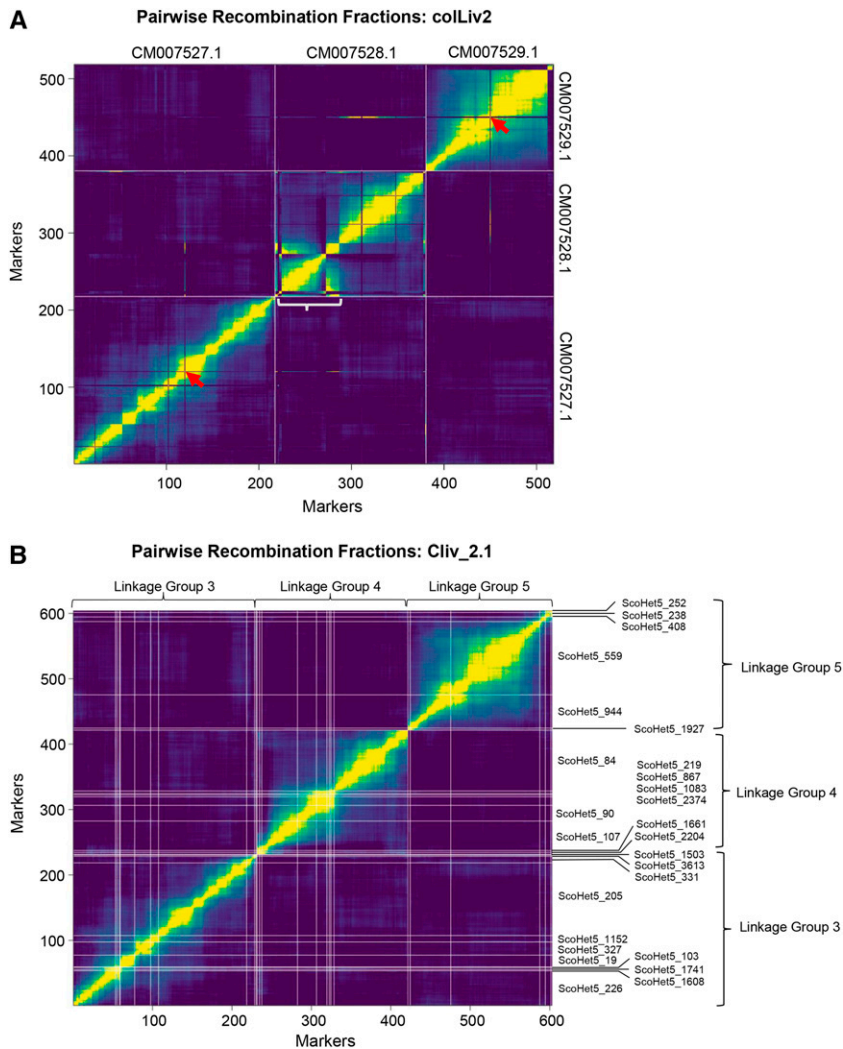 A
Pairwise Recombination Fractions: colLiv2
CM007527.1
CM007528.1
CM007529.1
500
400
300
200
100
Markers
CM007529.1
CM007528.1
CM007527.1
100
200
300
400
500
Markers
B
Pairwise Recombination Fractions: Cliv_2.1
Linkage Group 3
Linkage Group 4
Linkage Group 5
600
500
400
300
200
100
Markers
100
200
300
400
500
600
Markers
ScoHet5_252
ScoHet5_238
ScoHet5_408
ScoHet5_559
ScoHet5_944
ScoHet5_1927
ScoHet5_84
ScoHet5_219
ScoHet5_867
ScoHet5_1083
ScoHet5_2374
ScoHet5_90
ScoHet5_107
ScoHet5_1661
ScoHet5_2204
ScoHet5_1503
ScoHet5_3613
ScoHet5_331
ScoHet5_205
ScoHet5_1152
ScoHet5_327
ScoHet5_19
ScoHet5_103
ScoHet5_1741
ScoHet5_1608
ScoHet5_226
Linkage Group 5
Linkage Group 4
Linkage Group 3